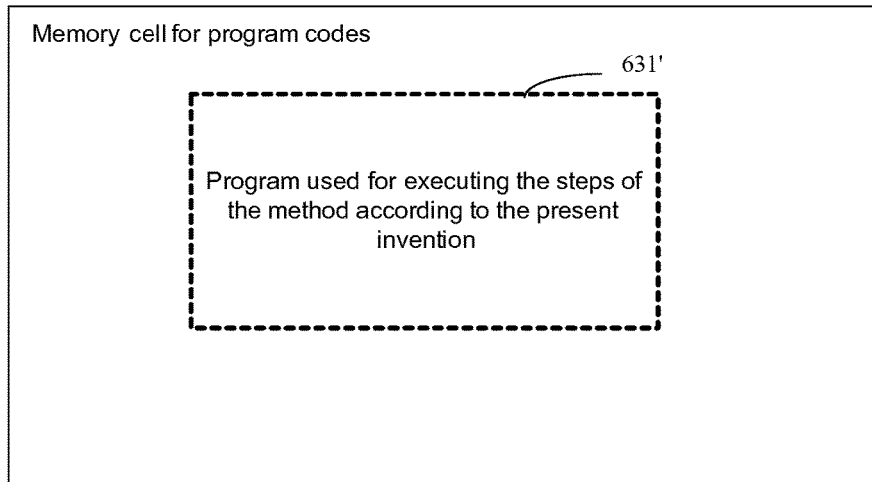 Memory cell for program codes
631'
Program used for executing the steps of
the method according to the present
invention